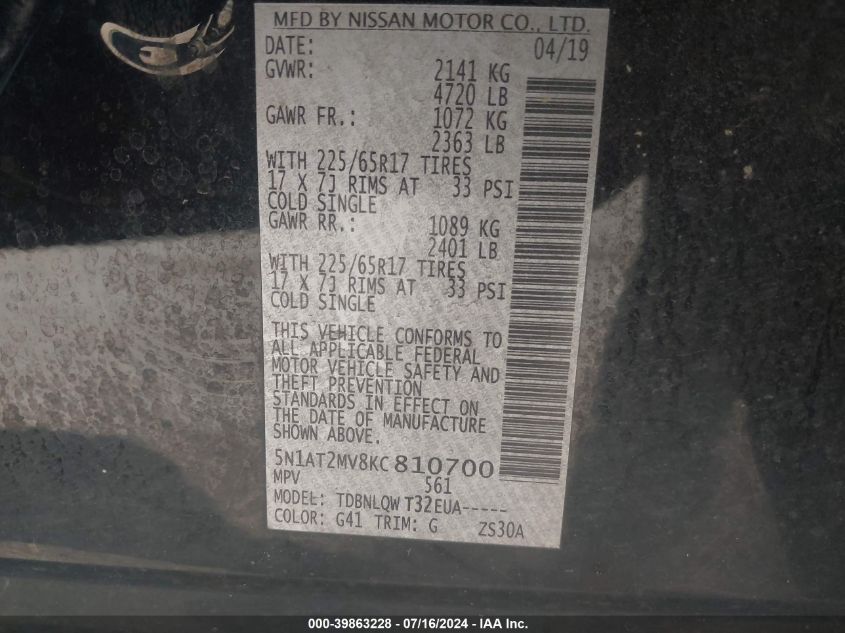 MFD BY NISSAN MOTOR CO., LTD.
DATE: 04/19
GVWR: 2141 KG
4720 LB
GAWR FR.: 1072 KG
2363 LB
WITH 225/65R17 TIRES
17 X 7J RIMS AT 33 PSI
COLD SINGLE
GAWR RR.: 1089 KG
2401 LB
WITH 225/65R17 TIRES
17 X 7J RIMS AT 33 PSI
COLD SINGLE
THIS VEHICLE CONFORMS TO
ALL APPLICABLE FEDERAL
MOTOR VEHICLE SAFETY AND
THEFT PREVENTION
STANDARDS IN EFFECT ON
THE DATE OF MANUFACTURE
SHOWN ABOVE.
5N1AT2MV8KC810700
MPV 561
MODEL: TDBNLQW T32EUA-----
COLOR: G41 TRIM: G ZS30A
000-39863228 - 07/16/2024 - IAA Inc.